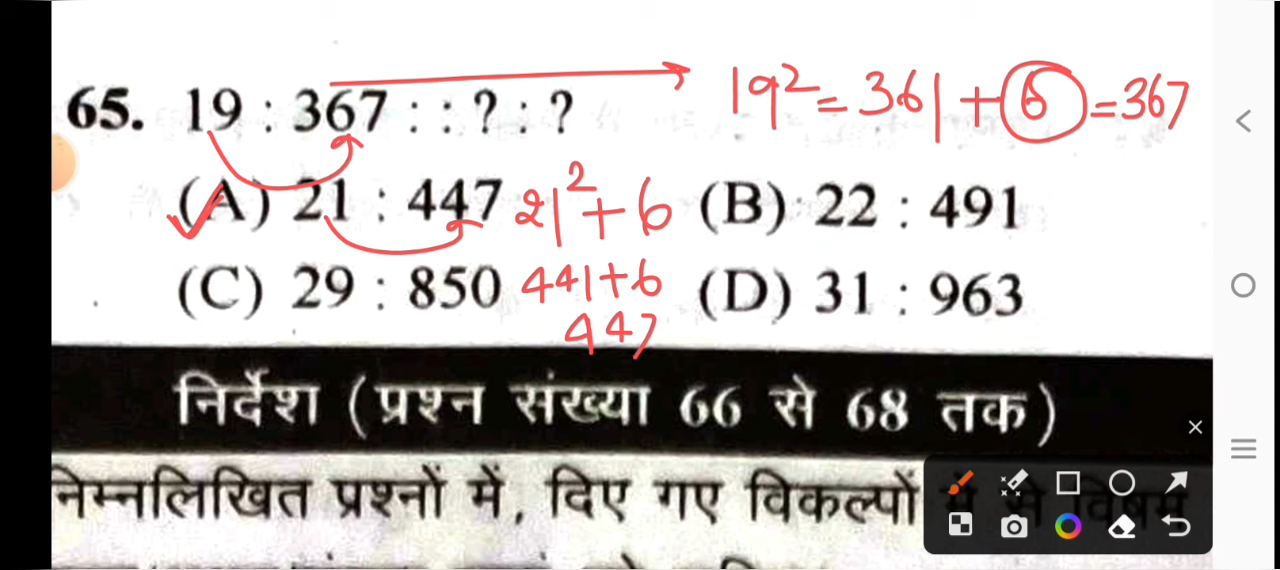 65. 19 : 367 : : ? : ? 19² = 361 + 6 = 367
(A) 21 : 447 21² + 6 (B) 22 : 491
(C) 29 : 850 441 + 6 (D) 31 : 963
447
निर्देश (प्रश्न संख्या 66 से 68 तक)
नेम्नलिखित प्रश्नों में, दिए गए विकल्पों में से विषम